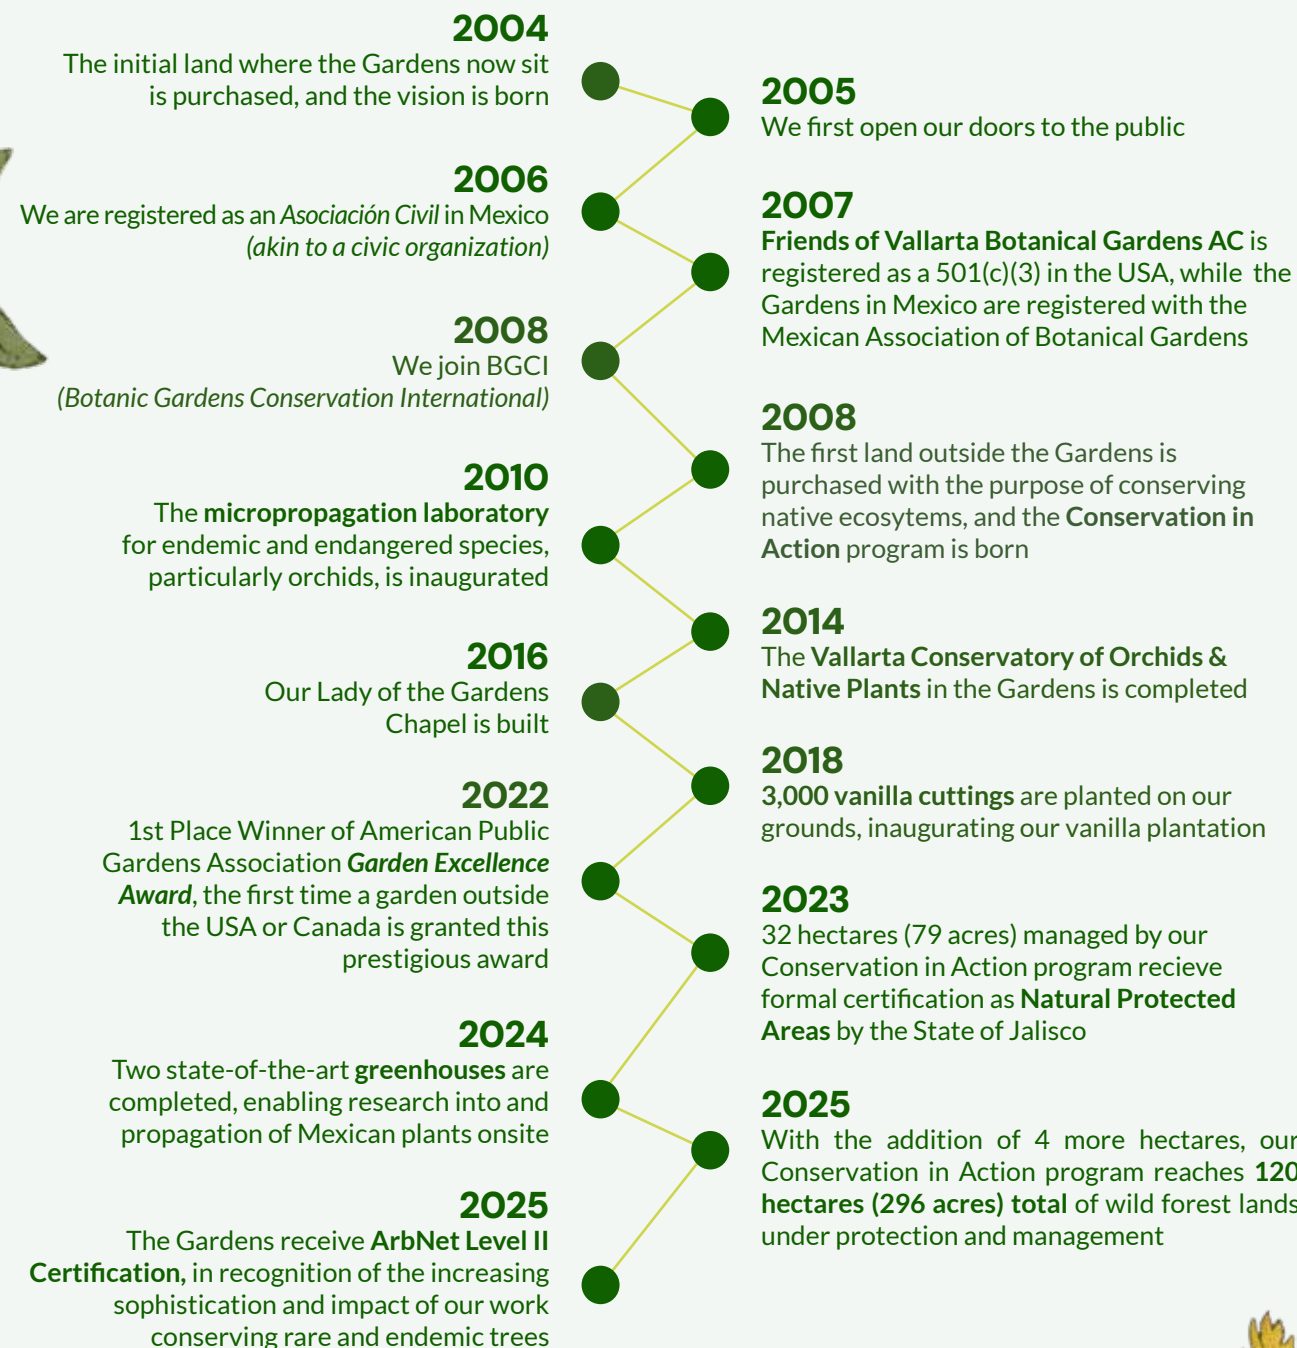 2004
The initial land where the Gardens now sit
is purchased, and the vision is born
2005
We first open our doors to the public
2006
We are registered as an Asociación Civil in Mexico
(akin to a civic organization)
2007
Friends of Vallarta Botanical Gardens AC is
registered as a 501(c)(3) in the USA, while the
Gardens in Mexico are registered with the
Mexican Association of Botanical Gardens
2008
We join BGCI
(Botanic Gardens Conservation International)
2008
The first land outside the Gardens is
purchased with the purpose of conserving
native ecosytems, and the Conservation in
Action program is born
2010
The micropropagation laboratory
for endemic and endangered species,
particularly orchids, is inaugurated
2014
The Vallarta Conservatory of Orchids &
Native Plants in the Gardens is completed
2016
Our Lady of the Gardens
Chapel is built
2018
3,000 vanilla cuttings are planted on our
grounds, inaugurating our vanilla plantation
2022
1st Place Winner of American Public
Gardens Association Garden Excellence
Award, the first time a garden outside
the USA or Canada is granted this
prestigious award
2023
32 hectares (79 acres) managed by our
Conservation in Action program recieve
formal certification as Natural Protected
Areas by the State of Jalisco
2024
Two state-of-the-art greenhouses are
completed, enabling research into and
propagation of Mexican plants onsite
2025
With the addition of 4 more hectares, our
Conservation in Action program reaches 120
hectares (296 acres) total of wild forest lands
under protection and management
2025
The Gardens receive ArbNet Level II
Certification, in recognition of the increasing
sophistication and impact of our work
conserving rare and endemic trees